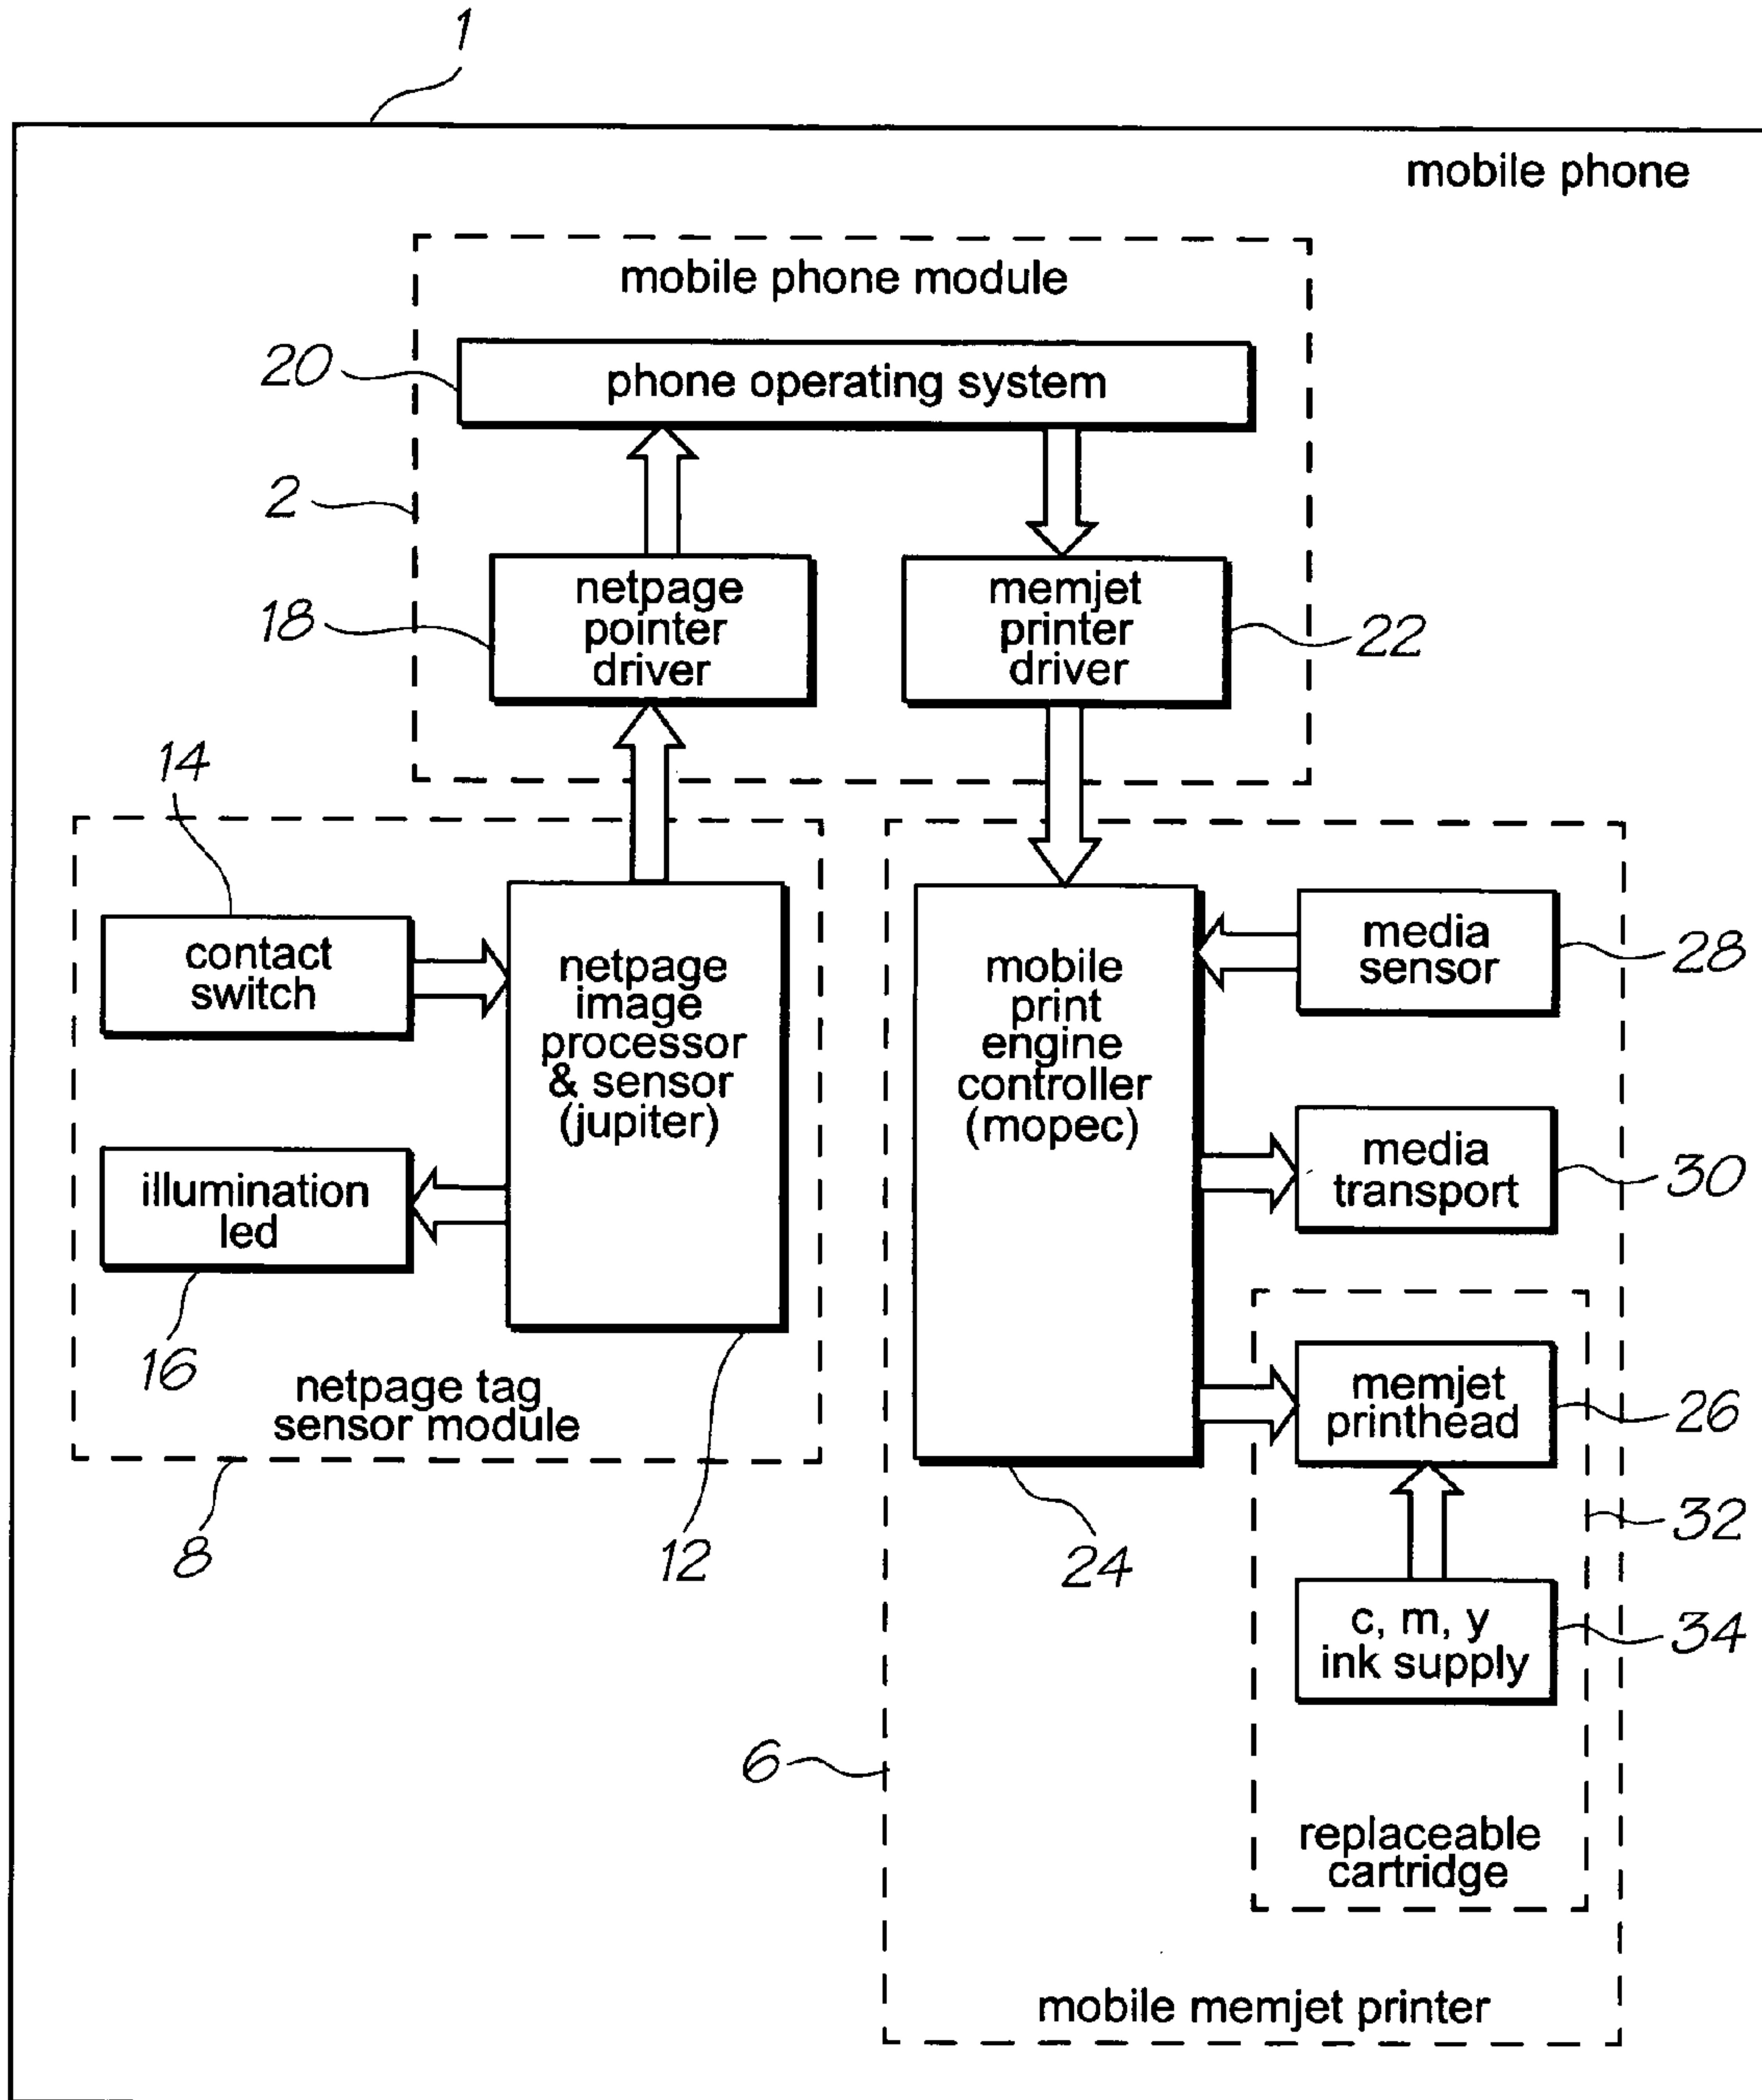 1
mobile phone
mobile phone module
20
phone operating system
2
18
netpage
pointer
driver
memjet
printer
driver
22
14
contact
switch
netpage
image
processor
& sensor
(jupiter)
illumination
led
16
netpage tag
sensor module
8
12
mobile
print
engine
controller
(mopec)
media
sensor
28
media
transport
30
memjet
printhead
26
24
32
c, m, y
ink supply
34
6
replaceable
cartridge
mobile memjet printer